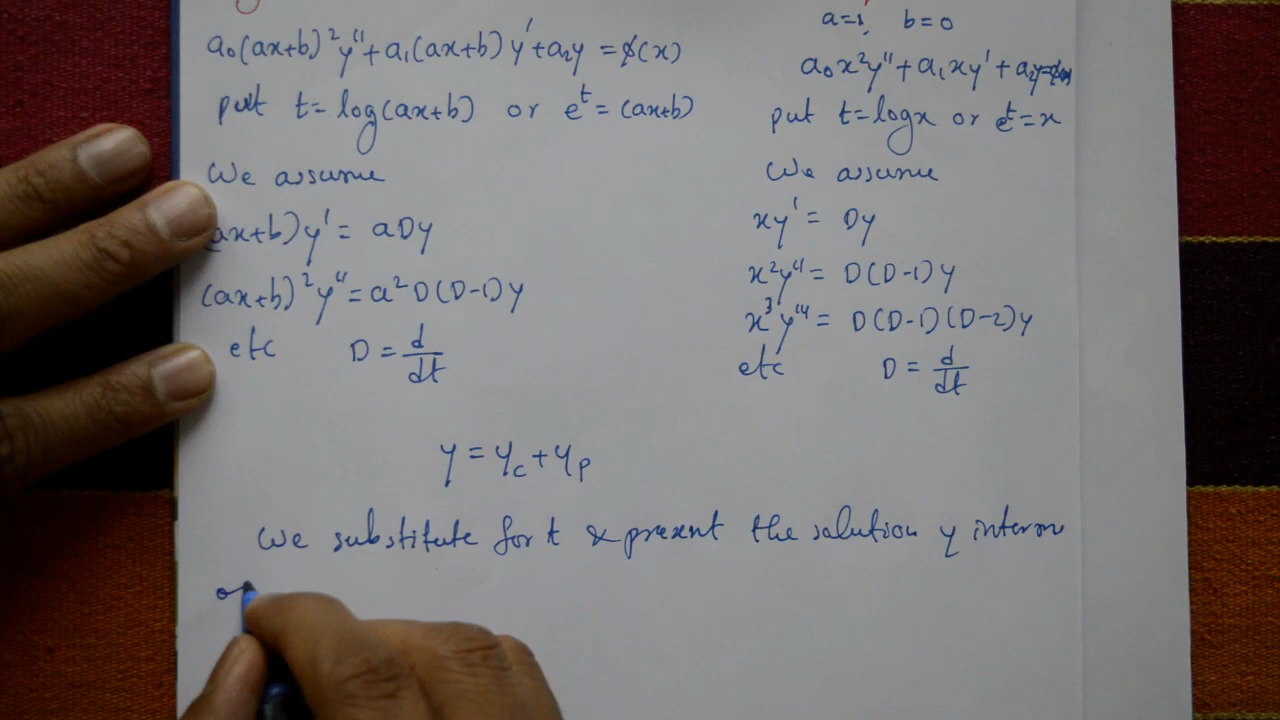 a₀(ax+b)²y''+a₁(ax+b)y'+a₂y = ϕ(x)
put t=log(ax+b) or eᵗ=(ax+b)
We assume
ax+b)y' = aDy
(ax+b)²y''=a²D(D-1)y
etc D = d/dt
a=1, b=0
a₀x²y''+a₁xy'+a₂y=
put t=logx or eᵗ=x
We assume
xy' = Dy
x²y''= D(D-1)y
x³y'''= D(D-1)(D-2)y
etc D = d/dt
y = y_c + y_p
We substitute for t & present the solution y interm
o